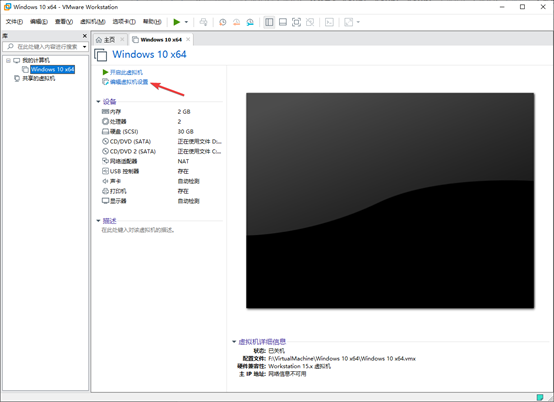 Windows 10 x64 - VMware Workstation
文件(F) 编辑(E) 查看(V) 虚拟机(M) 选项卡(T) 帮助(H)
库
在此处键入内容进行搜索
我的计算机
Windows 10 x64
共享的虚拟机
主页 Windows 10 x64
Windows 10 x64
开启此虚拟机
编辑虚拟机设置
设备
内存 2 GB
处理器 2
硬盘 (SCSI) 30 GB
CD/DVD (SATA) 正在使用文件 D:...
CD/DVD 2 (SATA) 正在使用文件 C:...
网络适配器 NAT
USB 控制器 存在
声卡 自动检测
打印机 存在
显示器 自动检测
描述
在此处键入对该虚拟机的描述。
虚拟机详细信息
状态: 已关机
配置文件: F:\VirtualMachine\Windows 10 x64\Windows 10 x64.vmx
硬件兼容性: Workstation 15.x 虚拟机
主 IP 地址: 网络信息不可用